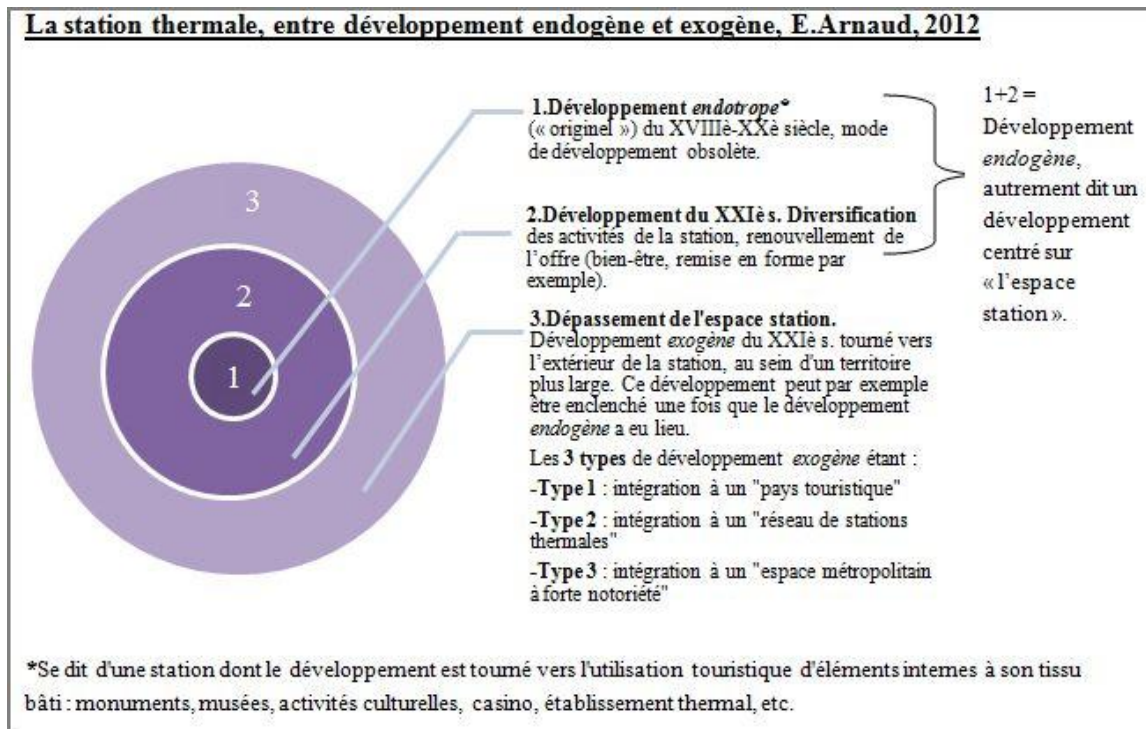 La station thermale, entre développement endogène et exogène, E.Arnaud, 2012
3
2
1
1.Développement endotrope*
(« originel ») du XVIIIè-XXè siècle, mode
de développement obsolète.
2.Développement du XXIè s. Diversification
des activités de la station, renouvellement de
l'offre (bien-être, remise en forme par
exemple).
3.Dépassement de l'espace station.
Développement exogène du XXIè s. tourné vers
l'extérieur de la station, au sein d'un territoire
plus large. Ce développement peut par exemple
être enclenché une fois que le développement
endogène a eu lieu.
Les 3 types de développement exogène étant :
-Type 1 : intégration à un "pays touristique"
-Type 2 : intégration à un "réseau de stations
thermales"
-Type 3 : intégration à un "espace métropolitain
à forte notoriété"
1+2 =
Développement
endogène,
autrement dit un
développement
centré sur
« l'espace
station ».
*Se dit d'une station dont le développement est tourné vers l'utilisation touristique d'éléments internes à son tissu
bâti : monuments, musées, activités culturelles, casino, établissement thermal, etc.